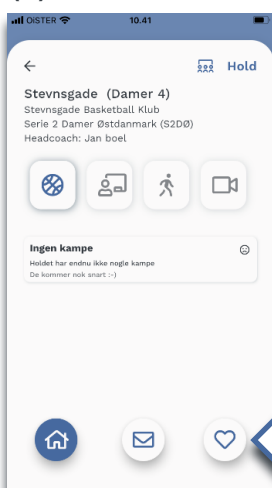 OiSTER 10.41
Hold
Stevnsgade (Damer 4)
Stevnsgade Basketball Klub
Serie 2 Damer Østdanmark (S2DØ)
Headcoach: Jan boel
Ingen kampe
Holdet har endnu ikke nogle kampe
De kommer nok snart :-)